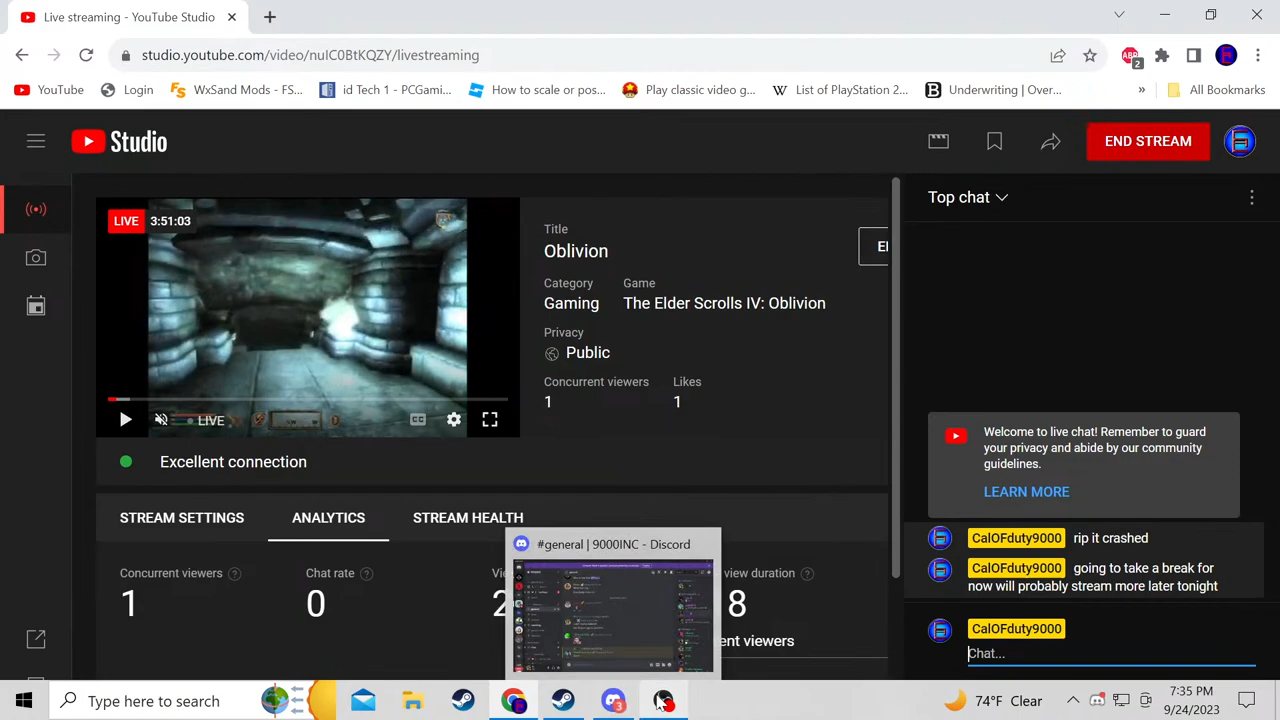 Live streaming - YouTube Studio
studio.youtube.com/video/nuIC0BtKQZY/livestreaming
ABP
2
YouTube
Login
WxSand Mods - FS...
id Tech 1 - PCGami...
How to scale or pos...
Play classic video g...
List of PlayStation 2...
Underwriting | Over...
»
All Bookmarks
Studio
END STREAM
LIVE
3:51:03
Title
Oblivion
Category
Game
Gaming
The Elder Scrolls IV: Oblivion
Privacy
Public
Concurrent viewers
Likes
1
1
LIVE
CC
Excellent connection
STREAM SETTINGS
ANALYTICS
STREAM HEALTH
Concurrent viewers
Chat rate
view duration
1
0
2
8
ent viewers
#general | 9000INC - Discord
Top chat
Welcome to live chat! Remember to guard
your privacy and abide by our community
guidelines.
LEARN MORE
CalOFduty9000 rip it crashed
CalOFduty9000 going to take a break for
now will probably stream more later tonight
CalOFduty9000
Chat...
Type here to search
3
74°F Clear
7:35 PM
9/24/2023